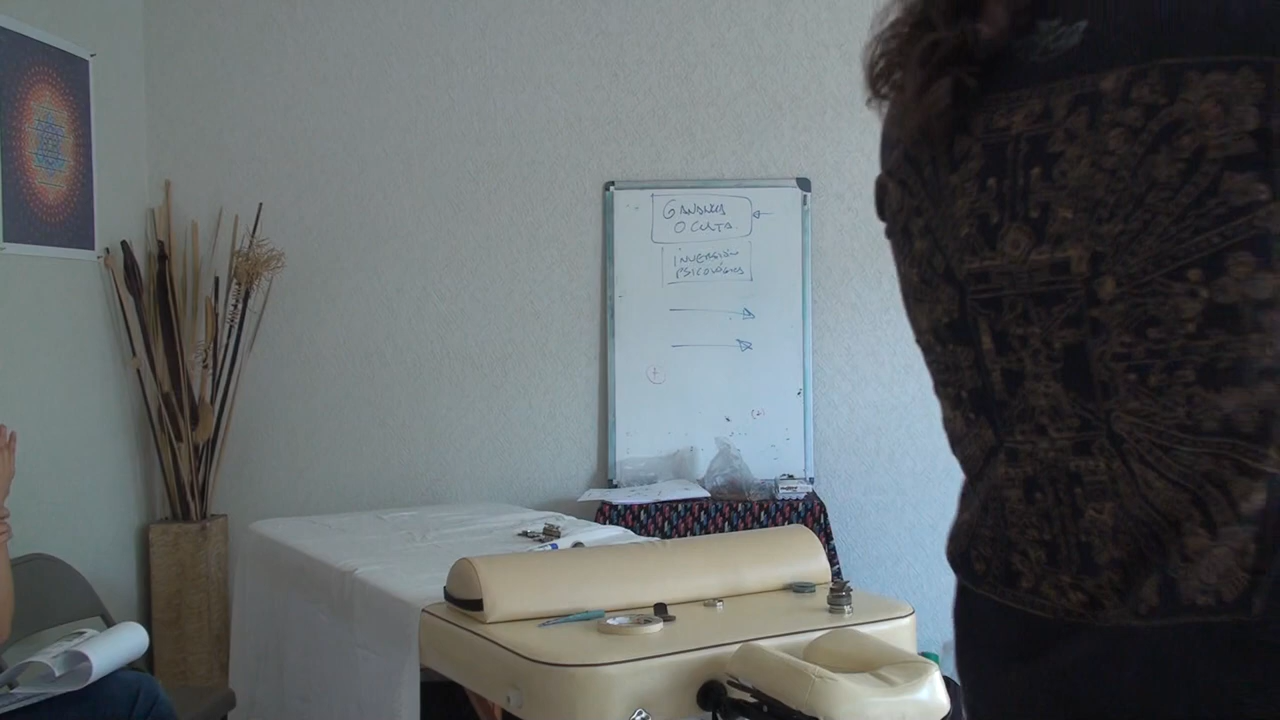 GANANCIA
OCULTA
INVERSIÓN
PSICOLÓGICA
(+)
(-)